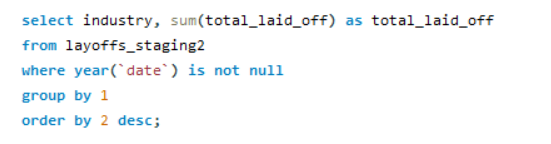 select industry, sum(total_laid_off) as total_laid_off
from layoffs_staging2
where year(`date`) is not null
group by 1
order by 2 desc;